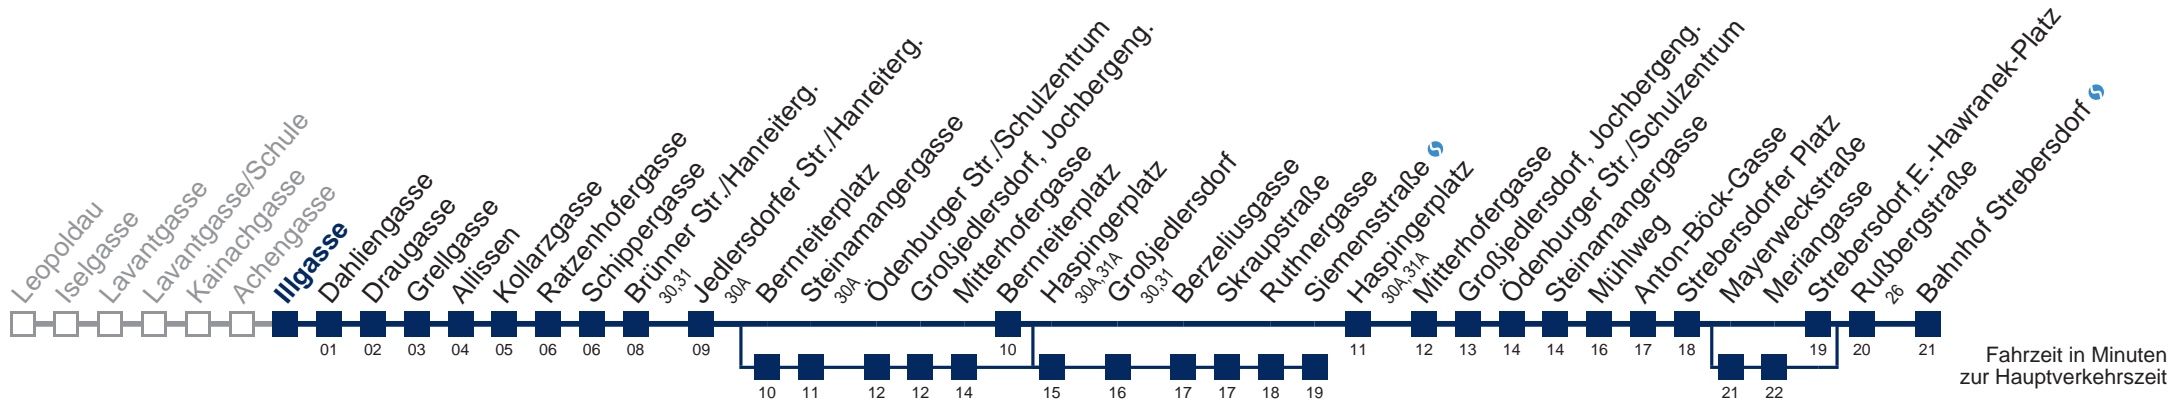 Leopoldau
Iselgasse
Lavantgasse
Lavantgasse/Schule
Kainachgasse
Achengasse
Illgasse
Dahliengasse
Draugasse
Grellgasse
Allissen
Kollarzgasse
Ratzenhofergasse
Schippergasse
Brünner Str./Hanreiterg.
30,31
Jedlersdorfer Str./Hanreiterg.
30A
Bernreiterplatz
Steinamangergasse
30A
Ödenburger Str./Schulzentrum
Großjedlersdorf, Jochbergeng.
Mitterhofergasse
Bernreiterplatz
Haspingerplatz
30A,31A
Großjedlersdorf
30,31
Berzeliusgasse
Skraupstraße
Ruthnergasse
Siemensstraße
Haspingerplatz
30A,31A
Mitterhofergasse
Großjedlersdorf, Jochbergeng.
Ödenburger Str./Schulzentrum
Steinamangergasse
Mühlweg
Anton-Böck-Gasse
Strebersdorfer Platz
Mayerweckstraße
Meriangasse
Strebersdorf,E.-Hawranek-Platz
Rußbergstraße
26
Bahnhof Strebersdorf
01 02 03 04 05 06 06 08 09 10 11 12 13 14 14 16 17 18 19 20 21
10 11 12 12 14 15 16 17 17 18 19 21 22
Fahrzeit in Minuten
zur Hauptverkehrszeit